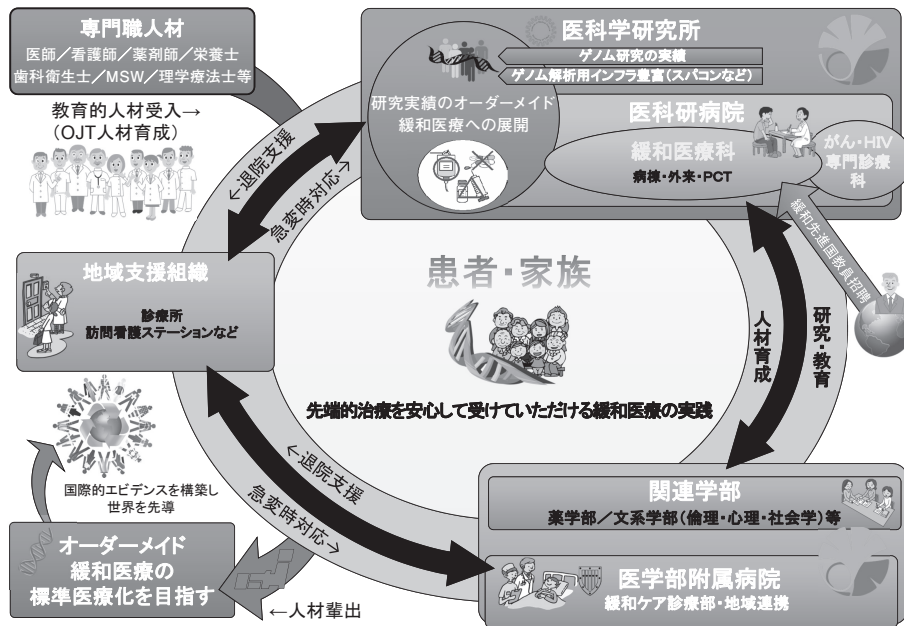 専門職人材
医師／看護師／薬剤師／栄養士
歯科衛生士／MSW／理学療法士等
教育的人材受入→
（OJT人材育成）
医科学研究所
ゲノム研究の実績
ゲノム解析用インフラ豊富（スパコンなど）
研究実績のオーダーメイド
緩和医療への展開
医科研病院
緩和医療科
病棟・外来・PCT
がん・HIV
専門診療
科
緩和先進国教員招聘
←退院支援
急変時対応→
地域支援組織
診療所
訪問看護ステーションなど
患者・家族
先端的治療を安心して受けていただける緩和医療の実践
人材育成
研究・教育
国際的エビデンスを構築し
世界を先導
←退院支援
急変時対応→
オーダーメイド
緩和医療の
標準医療化を目指す
←人材輩出
関連学部
薬学部／文系学部（倫理・心理・社会学）等
医学部附属病院
緩和ケア診療部・地域連携